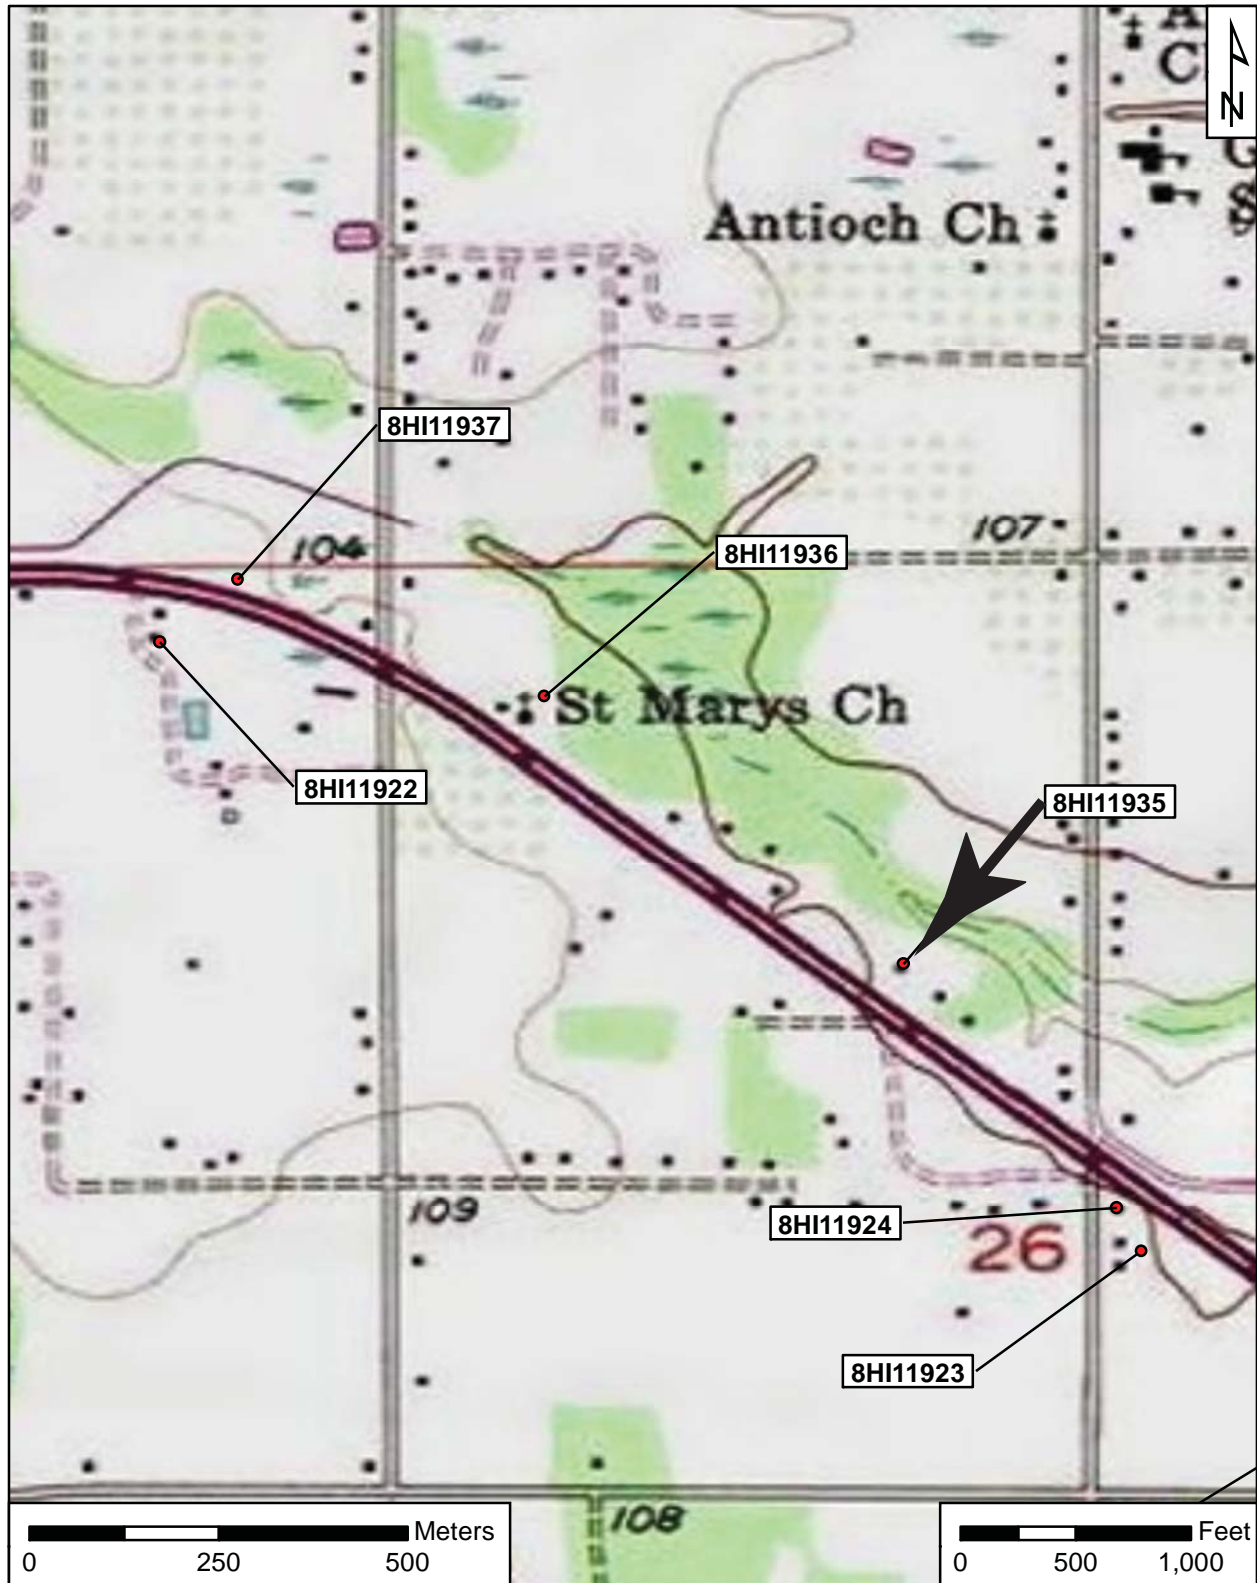 A
C
N
G
S
Antioch Ch
8HI11937
107
104
8HI11936
St Marys Ch
8HI11922
8HI11935
109
8HI11924
26
8HI11923
108
Meters
0 250 500
Feet
0 500 1,000